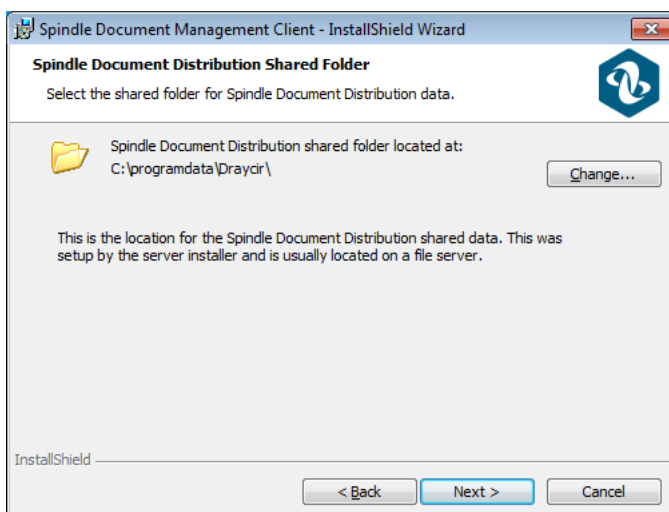 Spindle Document Management Client - InstallShield Wizard
Spindle Document Distribution Shared Folder
Select the shared folder for Spindle Document Distribution data.
Spindle Document Distribution shared folder located at:
C:\programdata\Draycir\
Change...
This is the location for the Spindle Document Distribution shared data. This was
setup by the server installer and is usually located on a file server.
InstallShield
< Back
Next >
Cancel